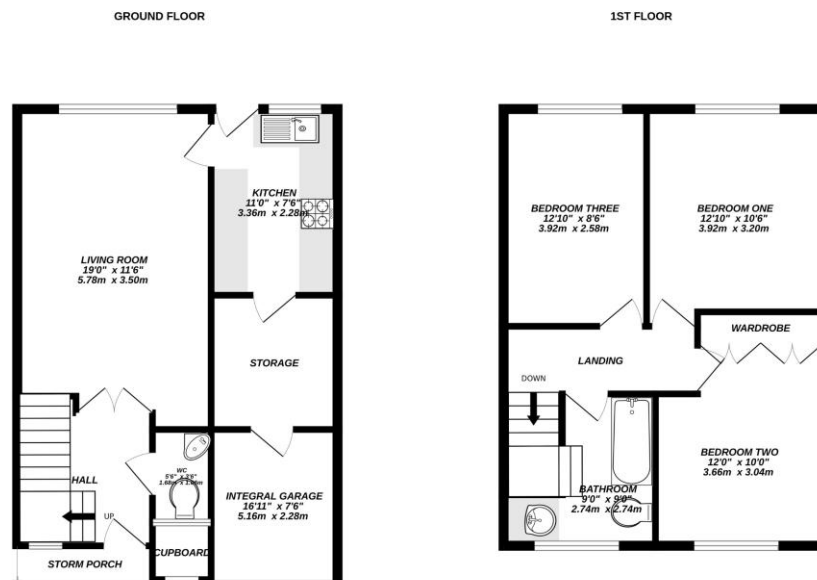 GROUND FLOOR
1ST FLOOR
KITCHEN
11'0" x 7'6"
3.36m x 2.28m
LIVING ROOM
19'0" x 11'6"
5.78m x 3.50m
STORAGE
WC
5'6" x 3'6"
HALL
UP
INTEGRAL GARAGE
16'11" x 7'6"
5.16m x 2.28m
CUPBOARD
STORM PORCH
BEDROOM THREE
12'10" x 8'6"
3.92m x 2.58m
BEDROOM ONE
12'10" x 10'6"
3.92m x 3.20m
WARDROBE
LANDING
DOWN
BEDROOM TWO
12'0" x 10'0"
3.66m x 3.04m
BATHROOM
9'0" x 9'0"
2.74m x 2.74m